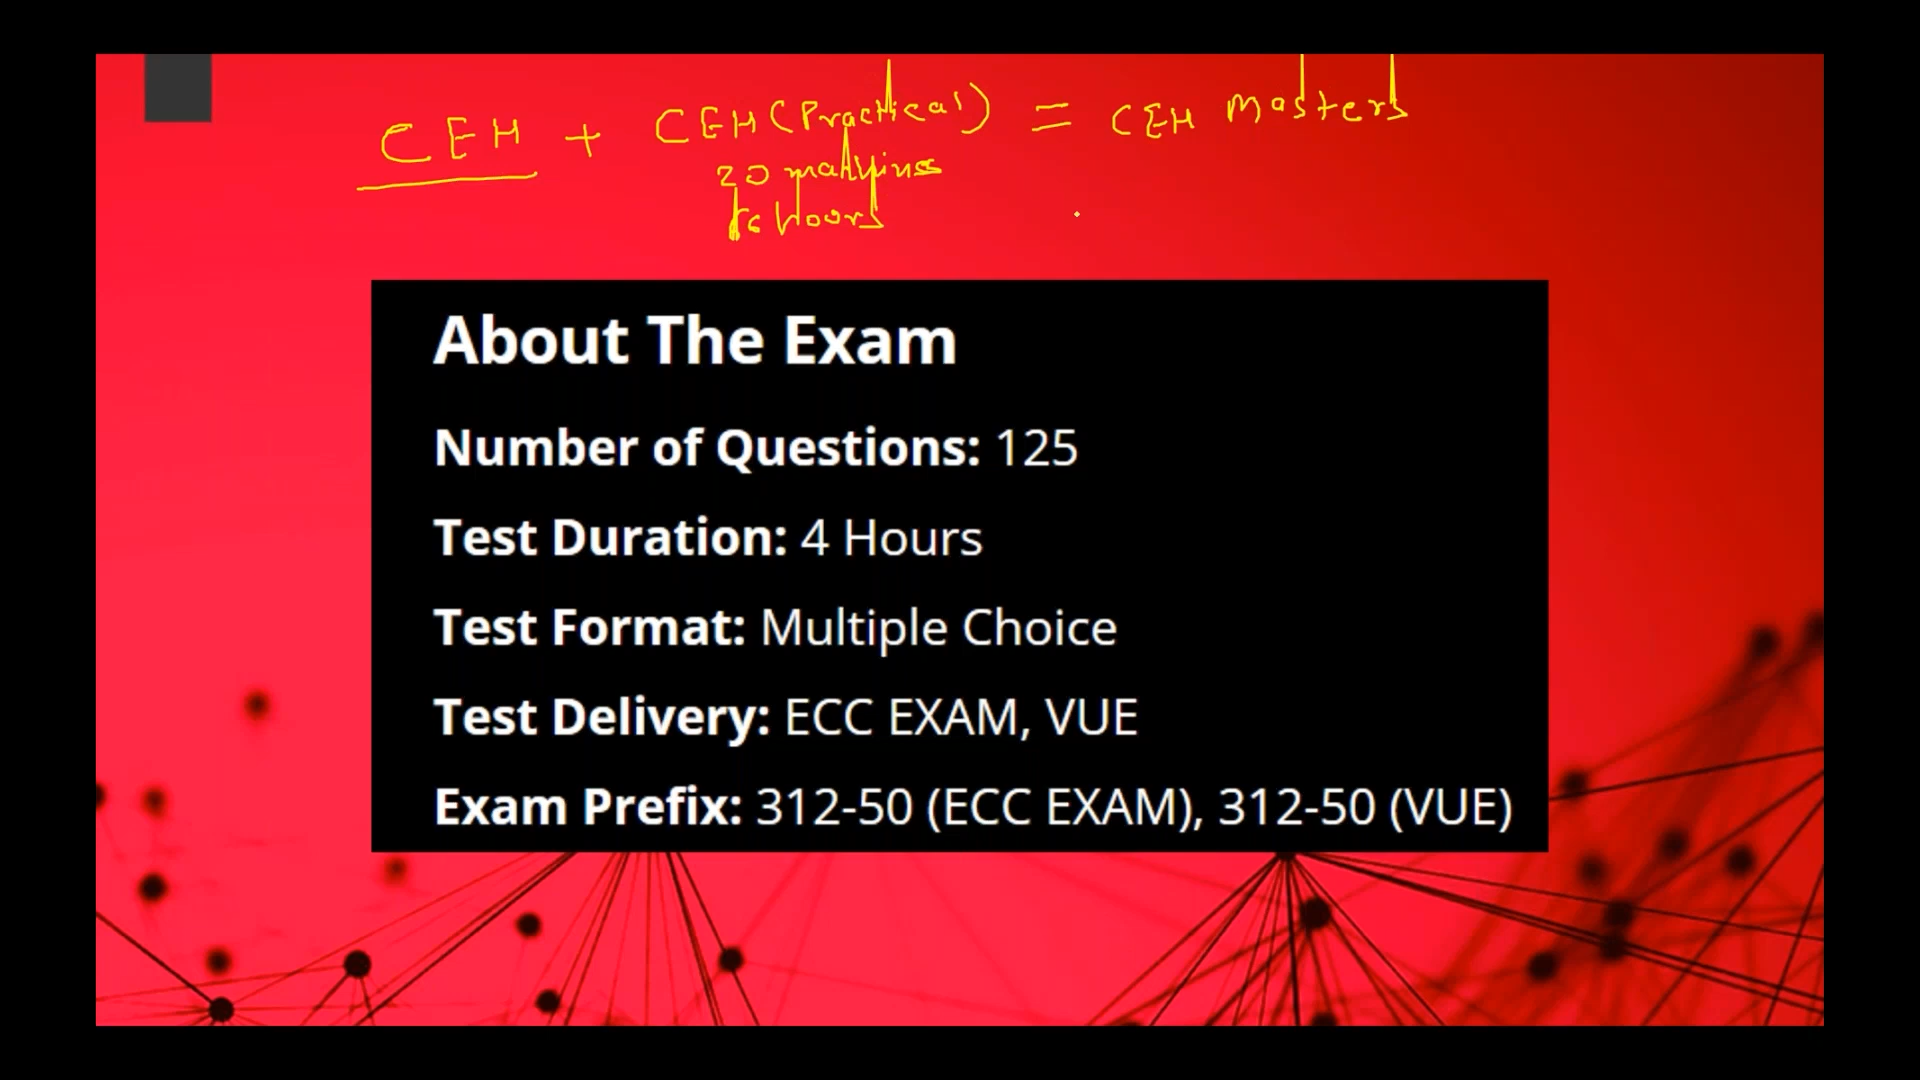 CEH + CEH (Practical) = CEH Masters
20 machines
6 Hours
About The Exam
Number of Questions: 125
Test Duration: 4 Hours
Test Format: Multiple Choice
Test Delivery: ECC EXAM, VUE
Exam Prefix: 312-50 (ECC EXAM), 312-50 (VUE)